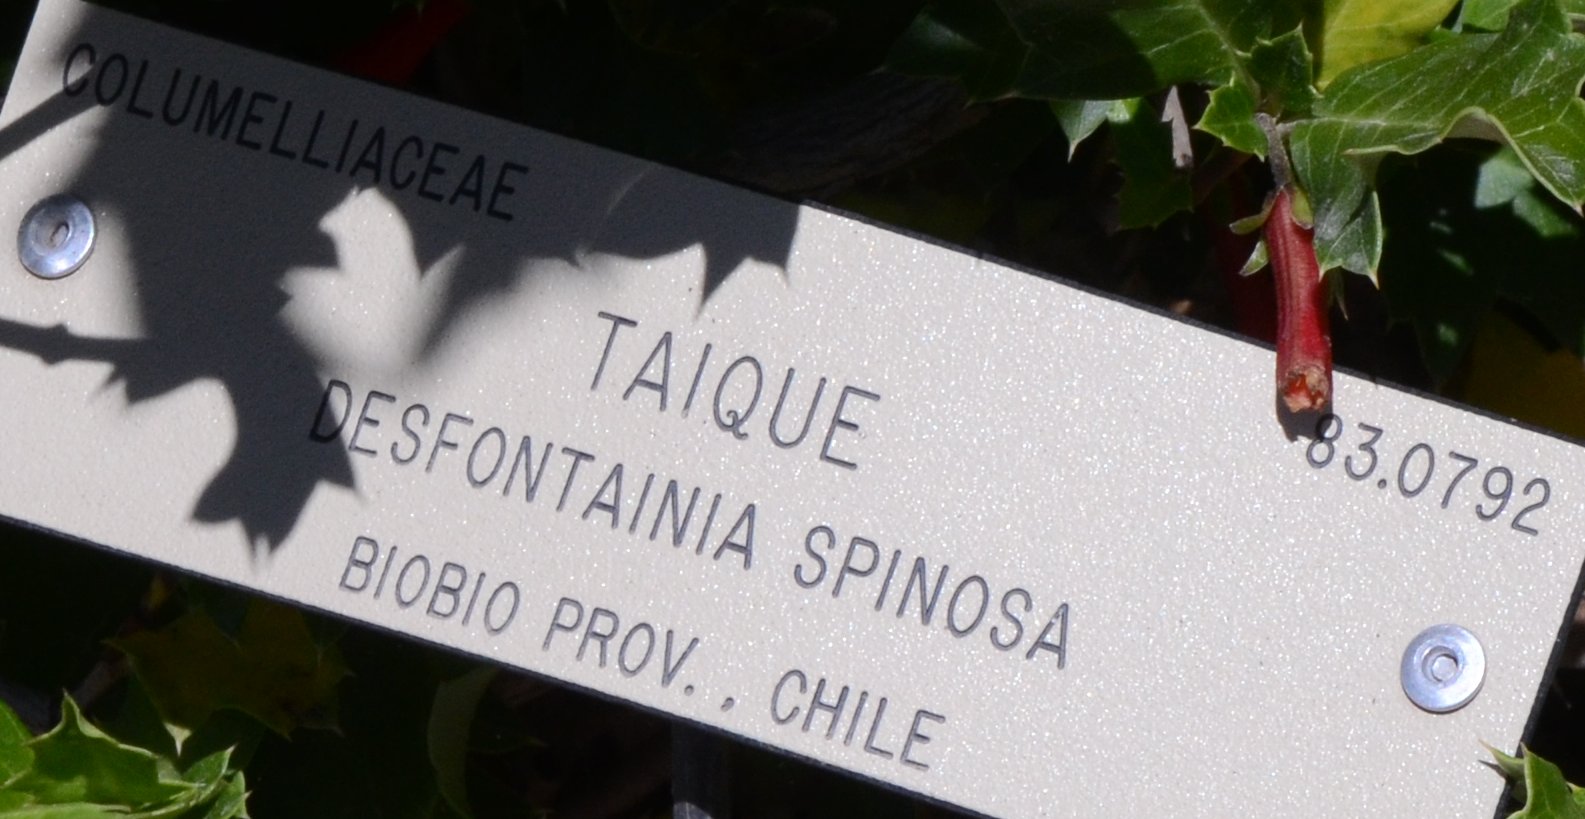 COLUMELLIACEAE
83.0792
TAIQUE
DESFONTAINIA SPINOSA
BIOBIO PROV., CHILE